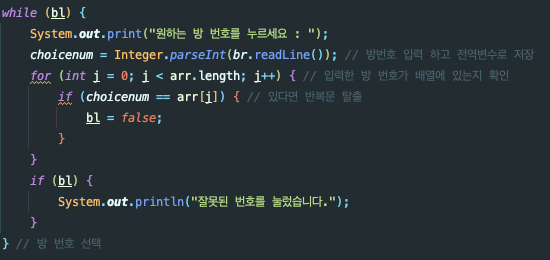 while (bl) {
System.out.print("원하는 방 번호를 누르세요 : ");
choicenum = Integer.parseInt(br.readLine()); // 방번호 입력 하고 전역변수로 저장
for (int j = 0; j < arr.length; j++) { // 입력한 방 번호가 배열에 있는지 확인
if (choicenum == arr[j]) { // 있다면 반복문 탈출
bl = false;
}
}
if (bl) {
System.out.println("잘못된 번호를 눌렀습니다.");
}
} // 방 번호 선택